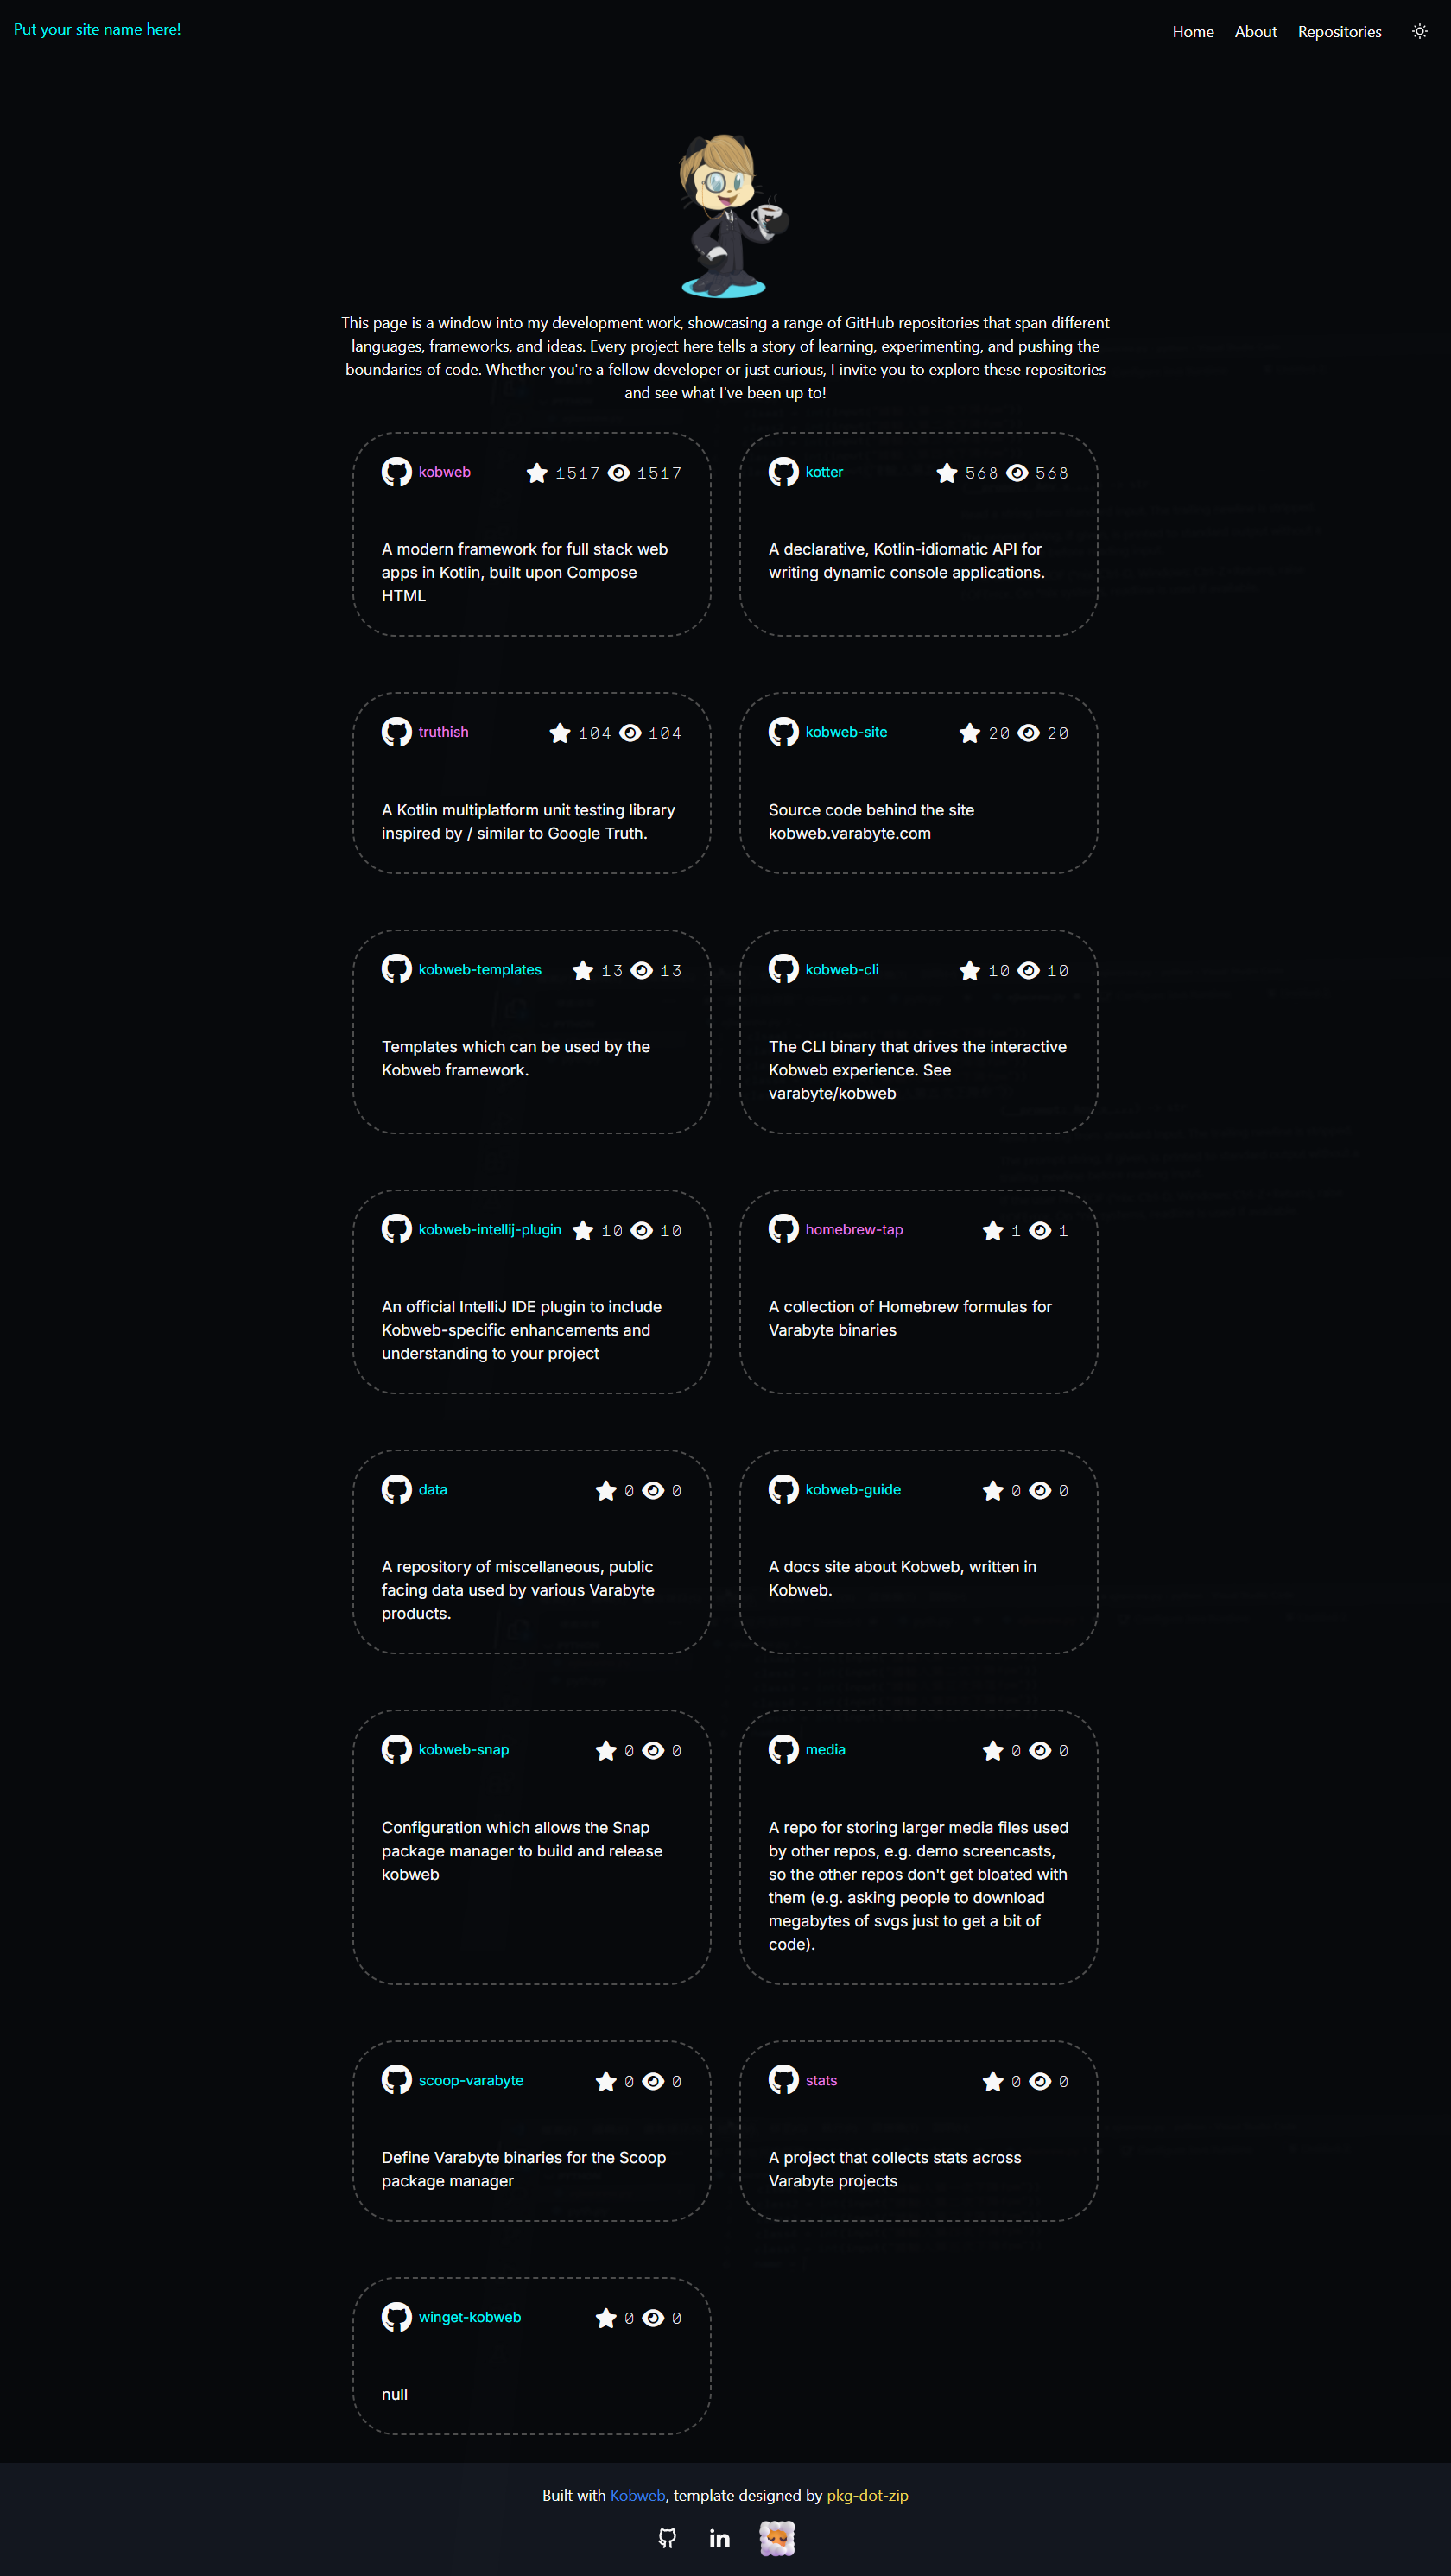 Put your site name here!
Home About Repositories
This page is a window into my development work, showcasing a range of GitHub repositories that span different
languages, frameworks, and ideas. Every project here tells a story of learning, experimenting, and pushing the
boundaries of code. Whether you're a fellow developer or just curious, I invite you to explore these repositories
and see what I've been up to!
kobweb 1517 1517
A modern framework for full stack web
apps in Kotlin, built upon Compose
HTML
kotter 568 568
A declarative, Kotlin-idiomatic API for
writing dynamic console applications.
truthish 104 104
A Kotlin multiplatform unit testing library
inspired by / similar to Google Truth.
kobweb-site 20 20
Source code behind the site
kobweb.varabyte.com
kobweb-templates 13 13
Templates which can be used by the
Kobweb framework.
kobweb-cli 10 10
The CLI binary that drives the interactive
Kobweb experience. See
varabyte/kobweb
kobweb-intellij-plugin 10 10
An official IntelliJ IDE plugin to include
Kobweb-specific enhancements and
understanding to your project
homebrew-tap 1 1
A collection of Homebrew formulas for
Varabyte binaries
data 0 0
A repository of miscellaneous, public
facing data used by various Varabyte
products.
kobweb-guide 0 0
A docs site about Kobweb, written in
Kobweb.
kobweb-snap 0 0
Configuration which allows the Snap
package manager to build and release
kobweb
media 0 0
A repo for storing larger media files used
by other repos, e.g. demo screencasts,
so the other repos don't get bloated with
them (e.g. asking people to download
megabytes of svgs just to get a bit of
code).
scoop-varabyte 0 0
Define Varabyte binaries for the Scoop
package manager
stats 0 0
A project that collects stats across
Varabyte projects
winget-kobweb 0 0
null
Built with Kobweb, template designed by pkg-dot-zip
in